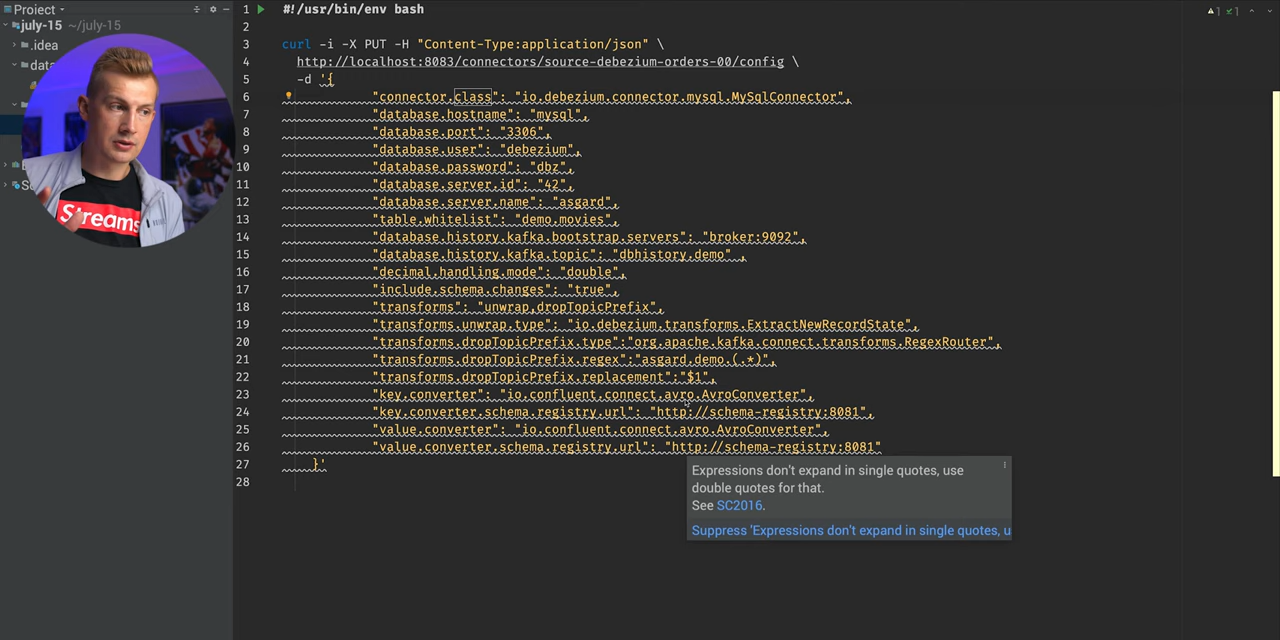 Project
july-15 ~/july-15
.idea
data
Streams
1 #!/usr/bin/env bash
2
3 curl -i -X PUT -H "Content-Type:application/json" \
4 http://localhost:8083/connectors/source-debezium-orders-00/config \
5 -d '{
6 "connector.class": "io.debezium.connector.mysql.MySqlConnector",
7 "database.hostname": "mysql",
8 "database.port": "3306",
9 "database.user": "debezium",
10 "database.password": "dbz",
11 "database.server.id": "42",
12 "database.server.name": "asgard",
13 "table.whitelist": "demo.movies",
14 "database.history.kafka.bootstrap.servers": "broker:9092",
15 "database.history.kafka.topic": "dbhistory.demo" ,
16 "decimal.handling.mode": "double",
17 "include.schema.changes": "true",
18 "transforms": "unwrap,dropTopicPrefix",
19 "transforms.unwrap.type": "io.debezium.transforms.ExtractNewRecordState",
20 "transforms.dropTopicPrefix.type":"org.apache.kafka.connect.transforms.RegexRouter",
21 "transforms.dropTopicPrefix.regex":"asgard.demo.(.*)",
22 "transforms.dropTopicPrefix.replacement":"$1",
23 "key.converter": "io.confluent.connect.avro.AvroConverter",
24 "key.converter.schema.registry.url": "http://schema-registry:8081",
25 "value.converter": "io.confluent.connect.avro.AvroConverter",
26 "value.converter.schema.registry.url": "http://schema-registry:8081"
27 }'
28
1 1
Expressions don't expand in single quotes, use
double quotes for that.
See SC2016.
Suppress 'Expressions don't expand in single quotes, u